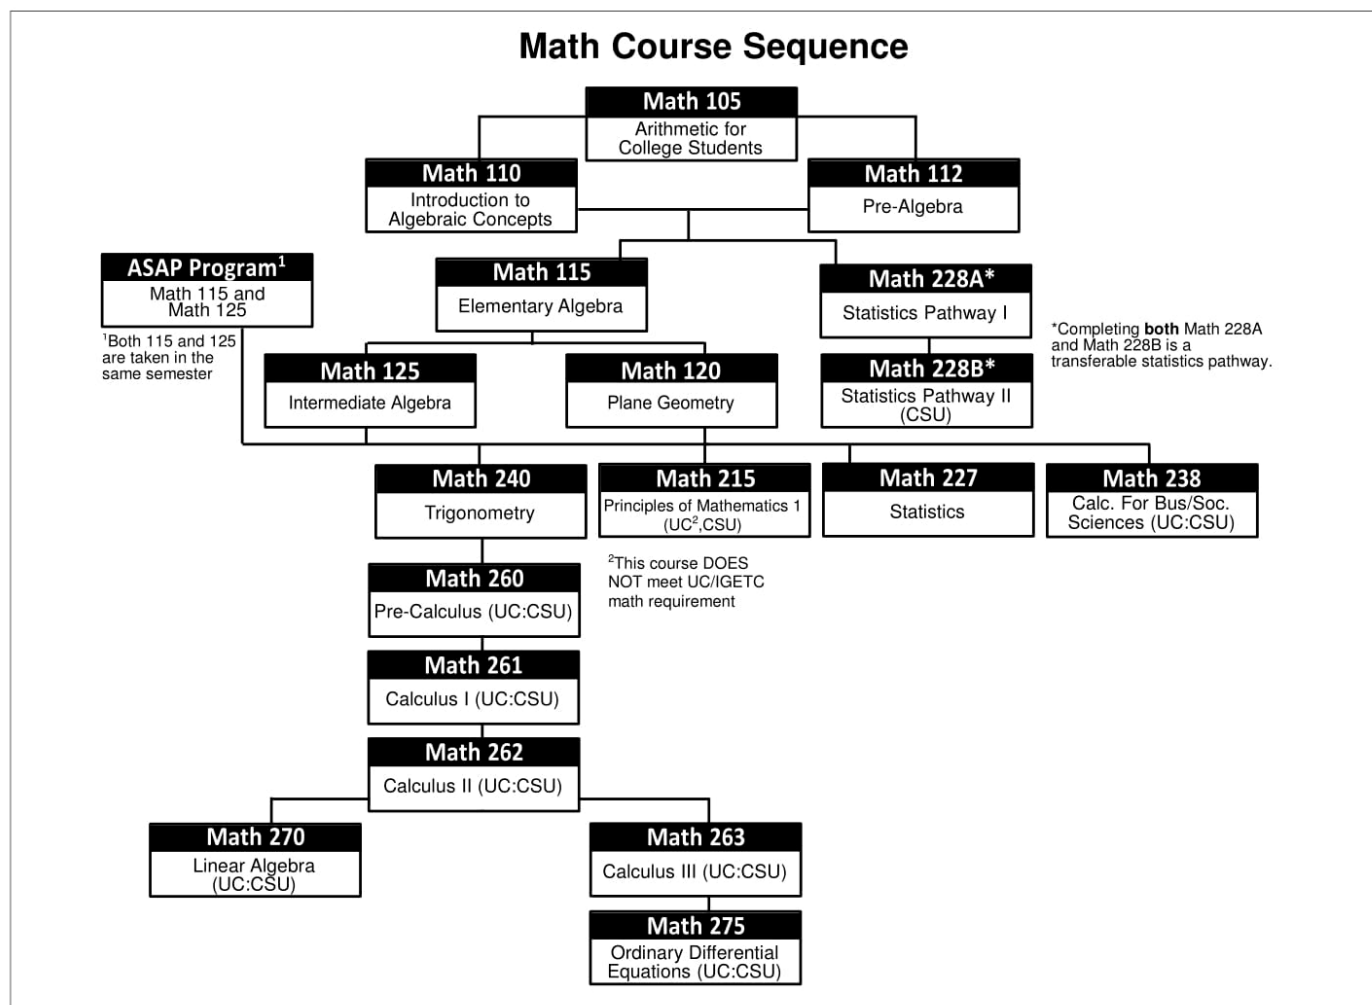 Math Course Sequence
Math 105
Arithmetic for
College Students
Math 110
Introduction to
Algebraic Concepts
Math 112
Pre-Algebra
ASAP Program¹
Math 115 and
Math 125
¹Both 115 and 125
are taken in the
same semester
Math 115
Elementary Algebra
Math 228A*
Statistics Pathway I
*Completing both Math 228A
and Math 228B is a
transferable statistics pathway.
Math 125
Intermediate Algebra
Math 120
Plane Geometry
Math 228B*
Statistics Pathway II
(CSU)
Math 240
Trigonometry
Math 215
Principles of Mathematics 1
(UC²,CSU)
Math 227
Statistics
Math 238
Calc. For Bus/Soc.
Sciences (UC:CSU)
²This course DOES
NOT meet UC/IGETC
math requirement
Math 260
Pre-Calculus (UC:CSU)
Math 261
Calculus I (UC:CSU)
Math 262
Calculus II (UC:CSU)
Math 270
Linear Algebra
(UC:CSU)
Math 263
Calculus III (UC:CSU)
Math 275
Ordinary Differential
Equations (UC:CSU)